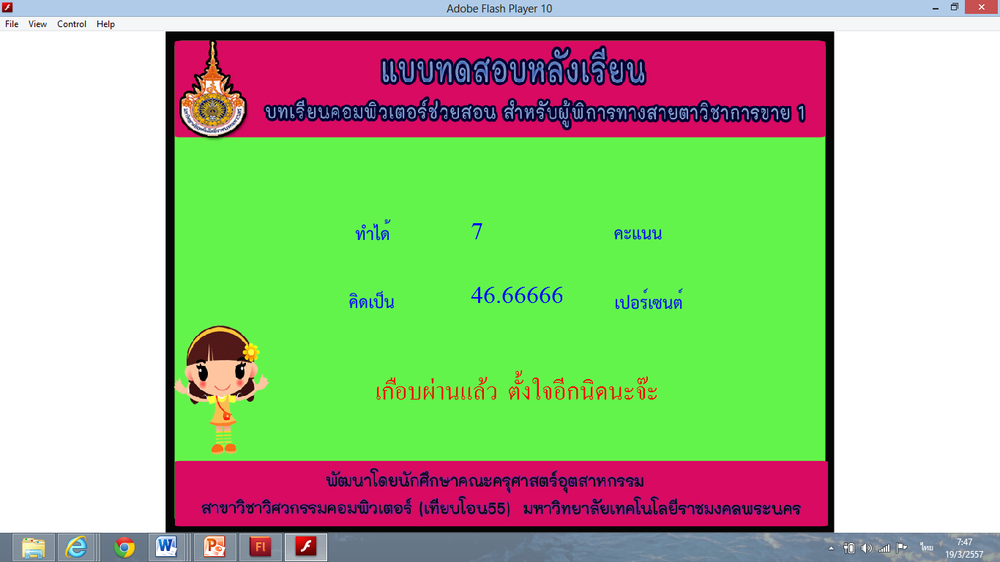 Adobe Flash Player 10
File View Control Help
แบบทดสอบหลังเรียน
บทเรียนคอมพิวเตอร์ช่วยสอน สำหรับผู้พิการทางสายตาวิชาการขาย 1
ทำได้ 7 คะแนน
คิดเป็น 46.66666 เปอร์เซนต์
เกือบผ่านแล้ว ตั้งใจอีกนิดนะจ๊ะ
พัฒนาโดยนักศึกษาคณะครุศาสตร์อุตสาหกรรม
สาขาวิชาวิศวกรรมคอมพิวเตอร์ (เทียบโอน55) มหาวิทยาลัยเทคโนโลยีราชมงคลพระนคร
ไทย
7:47
19/3/2557